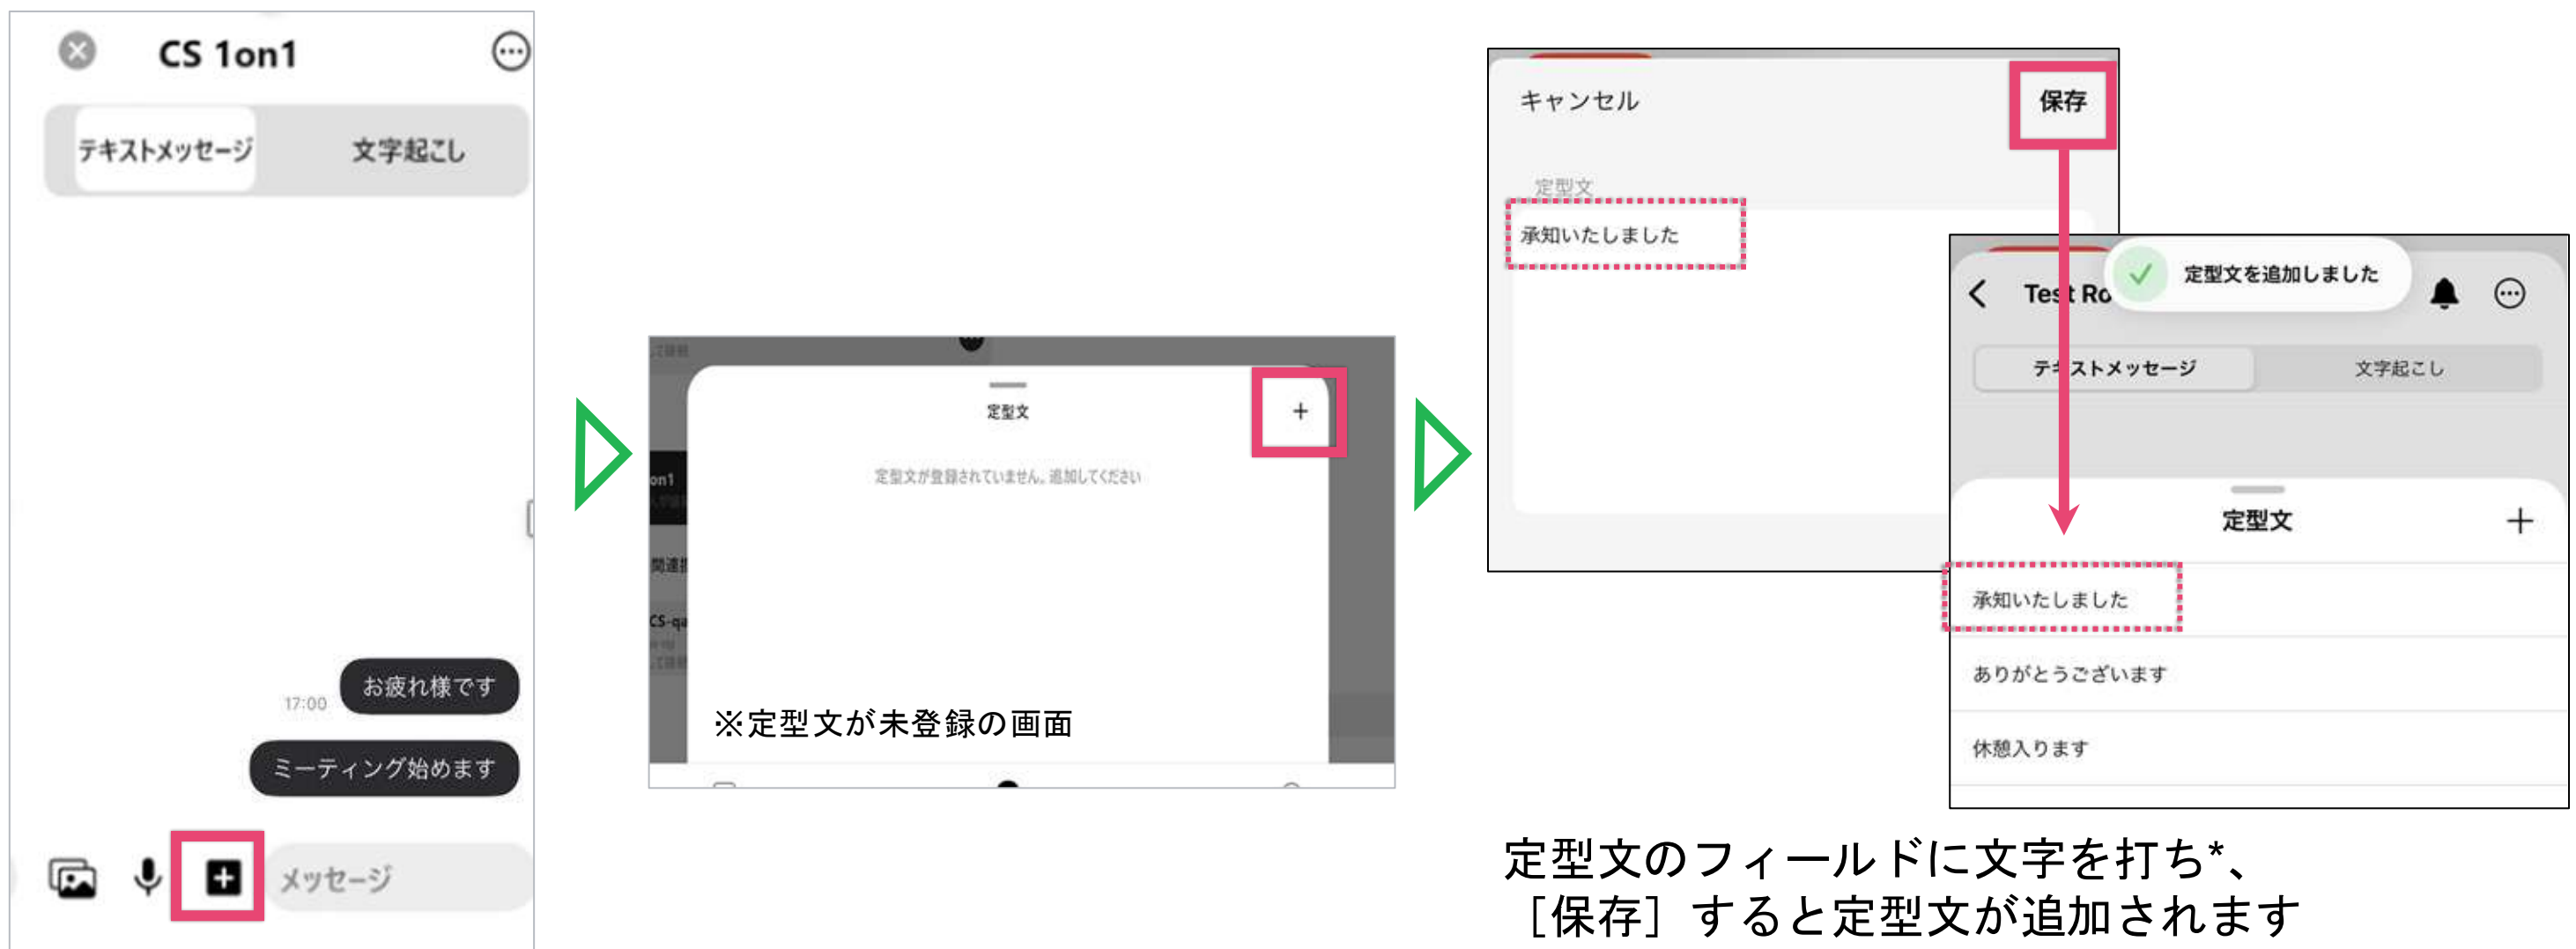 CS 1on1
テキストメッセージ
文字起こし
お疲れ様です
17:00
ミーティング始めます
メッセージ
定型文
定型文が登録されていません。追加してください
on1
CS-qa
※定型文が未登録の画面
キャンセル
保存
定型文
承知いたしました
定型文を追加しました
Test Ro
テキストメッセージ
文字起こし
定型文
承知いたしました
ありがとうございます
休憩入ります
定型文のフィールドに文字を打ち*、
［保存］すると定型文が追加されます